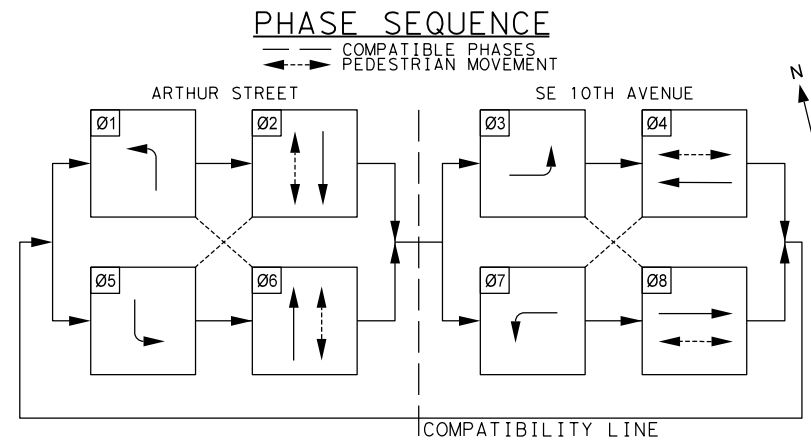 PHASE SEQUENCE
COMPATIBLE PHASES
PEDESTRIAN MOVEMENT
N
ARTHUR STREET
SE 10TH AVENUE
Ø1
Ø2
Ø3
Ø4
Ø5
Ø6
Ø7
Ø8
COMPATIBILITY LINE